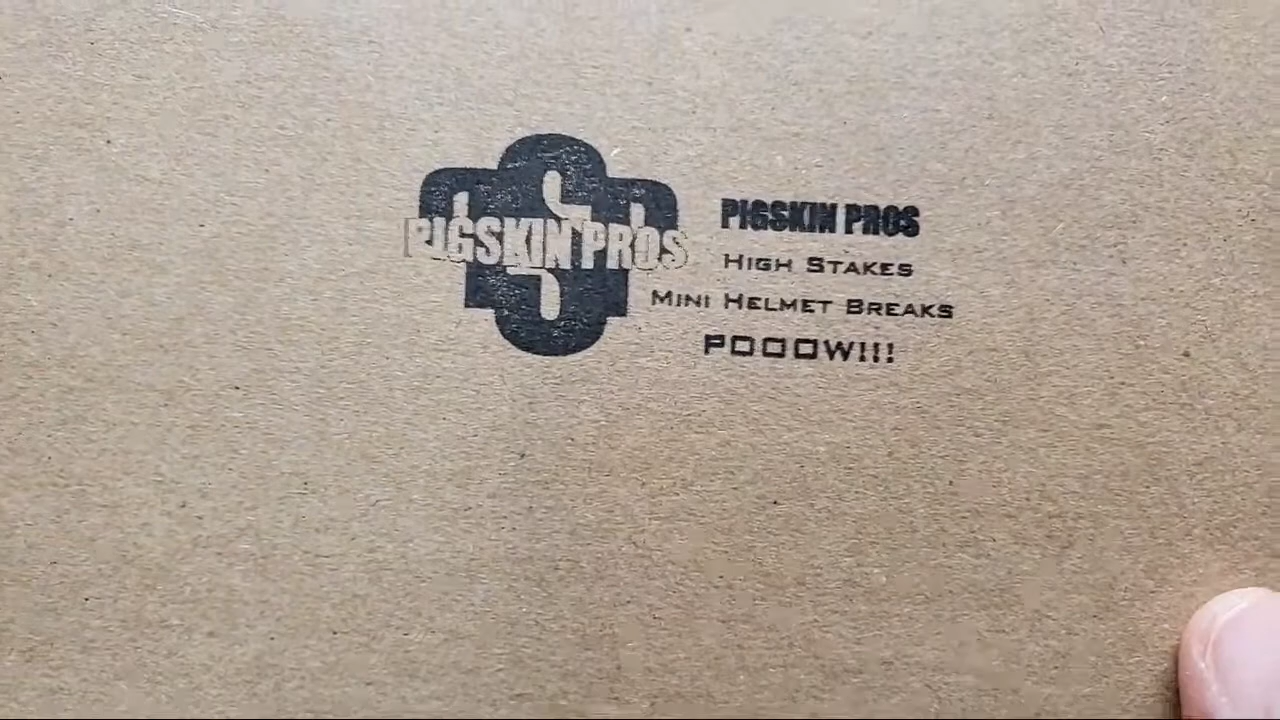 PIGSKIN PROS
PIGSKIN PROS
HIGH STAKES
MINI HELMET BREAKS
POOOW!!!